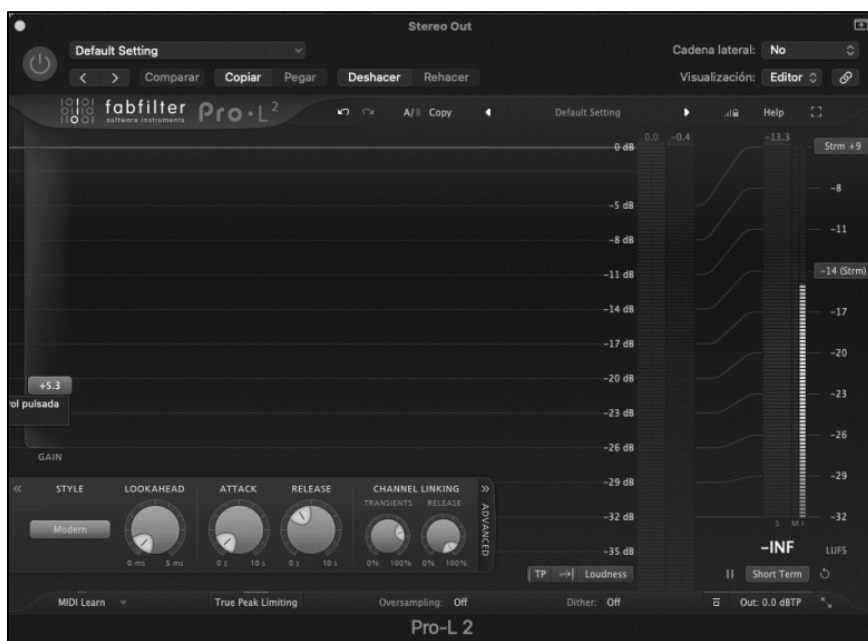 Stereo Out
Default Setting
Cadena lateral: No
Comparar Copiar Pegar Deshacer Rehacer
Visualización: Editor
fabfilter
software instruments
Pro·L 2
A/B Copy
Default Setting
Help
0.0 -0.4 -13.3
0 dB
-5 dB
-8 dB
-11 dB
-14 dB
-17 dB
-20 dB
-23 dB
-26 dB
-29 dB
-32 dB
-35 dB
Strm +9
-8
-11
-14 (Strm)
-17
-20
-23
-26
-29
-32
+5.3
rol pulsada
GAIN
STYLE LOOKAHEAD ATTACK RELEASE CHANNEL LINKING
TRANSIENTS RELEASE
Modern
0 ms 5 ms 0 s 10 s 0 s 10 s 0% 100% 0% 100%
ADVANCED
S M I
-INF LUFS
TP Loudness
Short Term
MIDI Learn True Peak Limiting Oversampling: Off Dither: Off Out: 0.0 dBTP
Pro-L 2